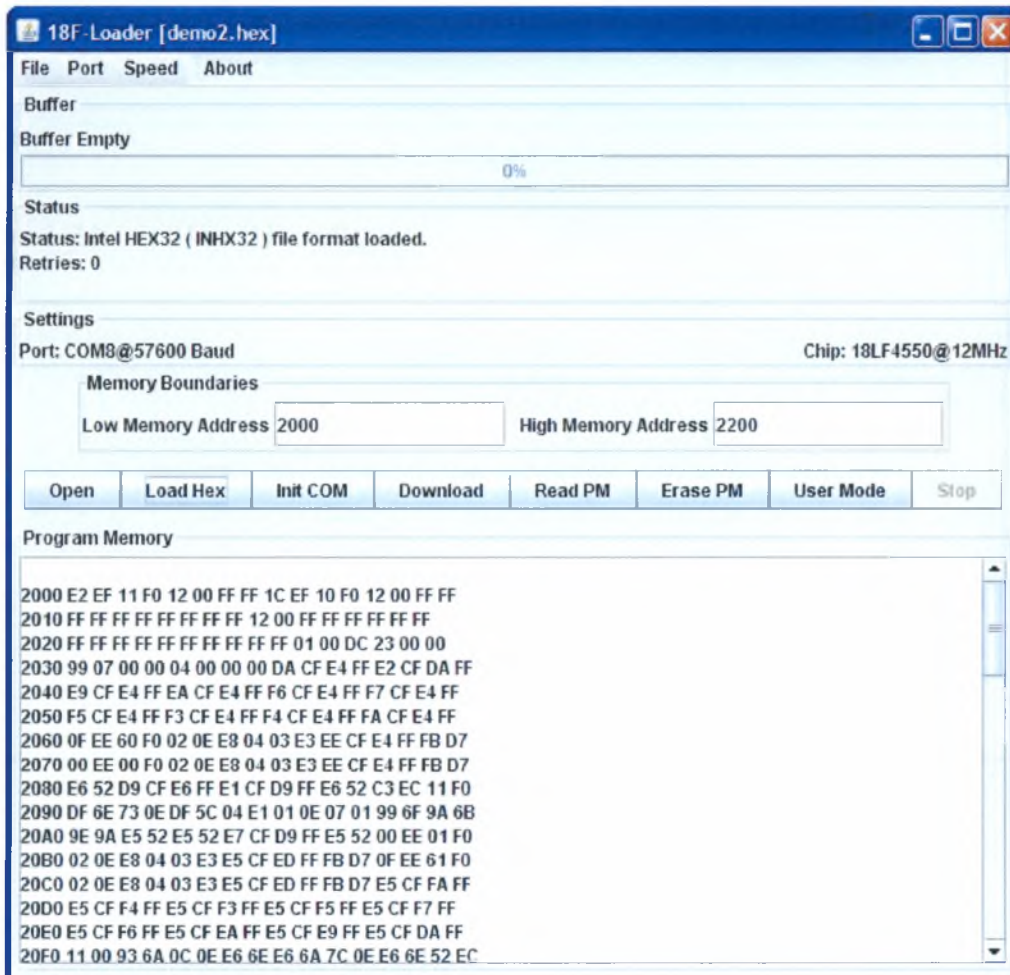 18F-Loader [demo2.hex]
File Port Speed About
Buffer
Buffer Empty
0%
Status
Status: Intel HEX32 ( INHX32 ) file format loaded.
Retries: 0
Settings
Port: COM8@57600 Baud Chip: 18LF4550@12MHz
Memory Boundaries
Low Memory Address 2000 High Memory Address 2200
Open Load Hex Init COM Download Read PM Erase PM User Mode Stop
Program Memory
2000 E2 EF 11 F0 12 00 FF FF 1C EF 10 F0 12 00 FF FF
2010 FF FF FF FF FF FF FF FF 12 00 FF FF FF FF FF FF
2020 FF FF FF FF FF FF FF FF FF FF 01 00 DC 23 00 00
2030 99 07 00 00 04 00 00 00 DA CF E4 FF E2 CF DA FF
2040 E9 CF E4 FF EA CF E4 FF F6 CF E4 FF F7 CF E4 FF
2050 F5 CF E4 FF F3 CF E4 FF F4 CF E4 FF FA CF E4 FF
2060 0F EE 60 F0 02 0E E8 04 03 E3 EE CF E4 FF FB D7
2070 00 EE 00 F0 02 0E E8 04 03 E3 EE CF E4 FF FB D7
2080 E6 52 D9 CF E6 FF E1 CF D9 FF E6 52 C3 EC 11 F0
2090 DF 6E 73 0E DF 5C 04 E1 01 0E 07 01 99 6F 9A 6B
20A0 9E 9A E5 52 E5 52 E7 CF D9 FF E5 52 00 EE 01 F0
20B0 02 0E E8 04 03 E3 E5 CF ED FF FB D7 0F EE 61 F0
20C0 02 0E E8 04 03 E3 E5 CF ED FF FB D7 E5 CF FA FF
20D0 E5 CF F4 FF E5 CF F3 FF E5 CF F5 FF E5 CF F7 FF
20E0 E5 CF F6 FF E5 CF EA FF E5 CF E9 FF E5 CF DA FF
20F0 11 00 93 6A 0C 0E E6 6E E6 6A 7C 0E E6 6E 52 EC